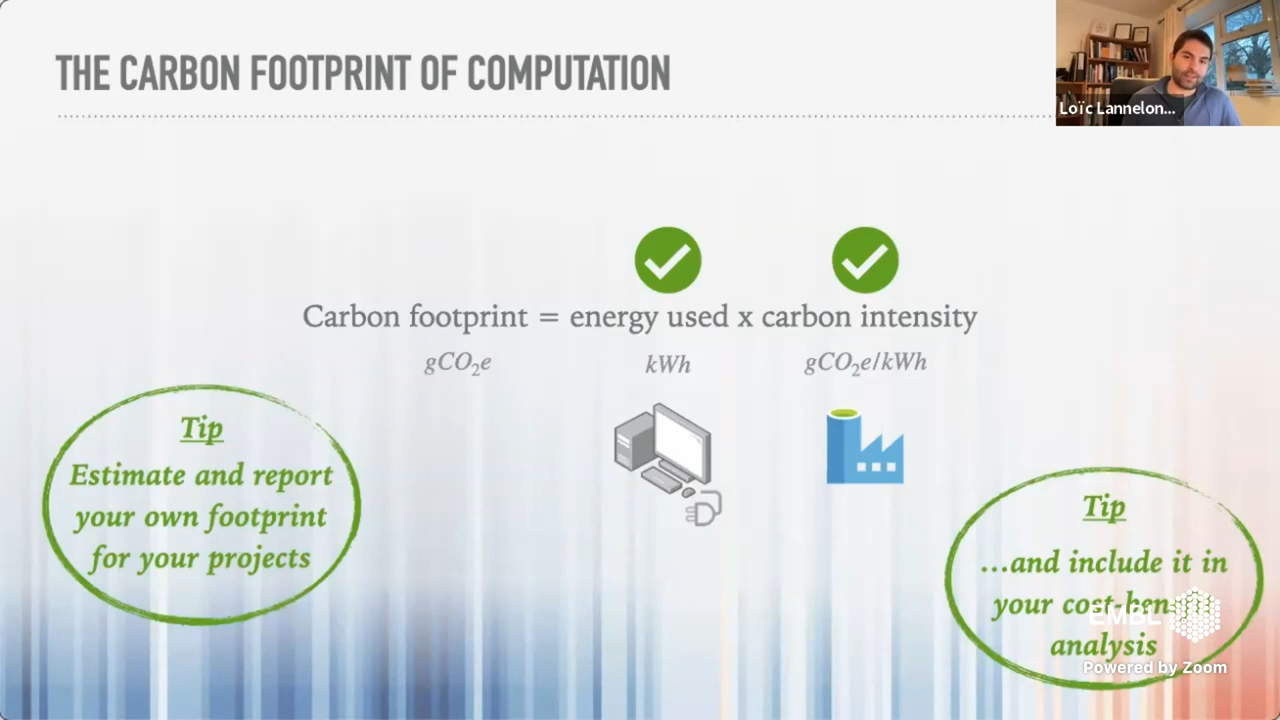 THE CARBON FOOTPRINT OF COMPUTATION
Loïc Lannelon...
Carbon footprint = energy used x carbon intensity
gCO₂e
kWh
gCO₂e/kWh
Tip
Estimate and report
your own footprint
for your projects
Tip
...and include it in
your cost-benefit
analysis
EMBL
Powered by Zoom